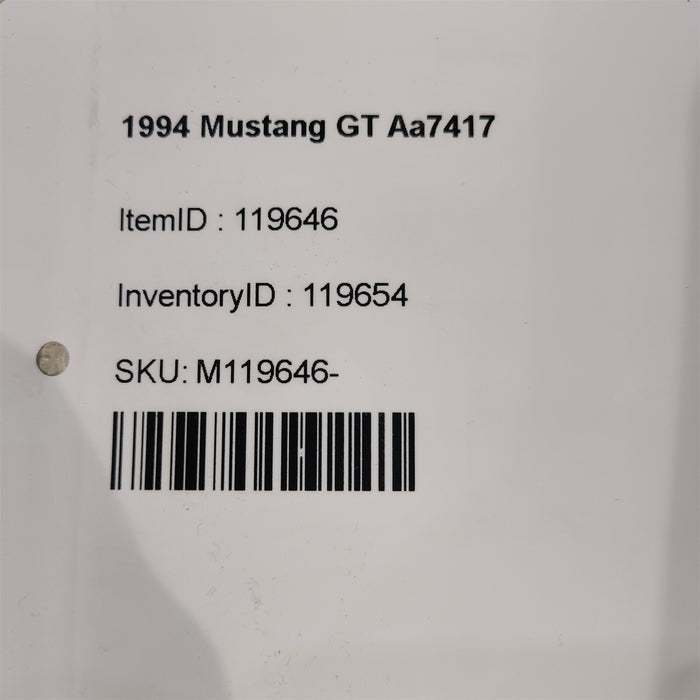 1994 Mustang GT Aa7417
ItemID : 119646
InventoryID : 119654
SKU: M119646-